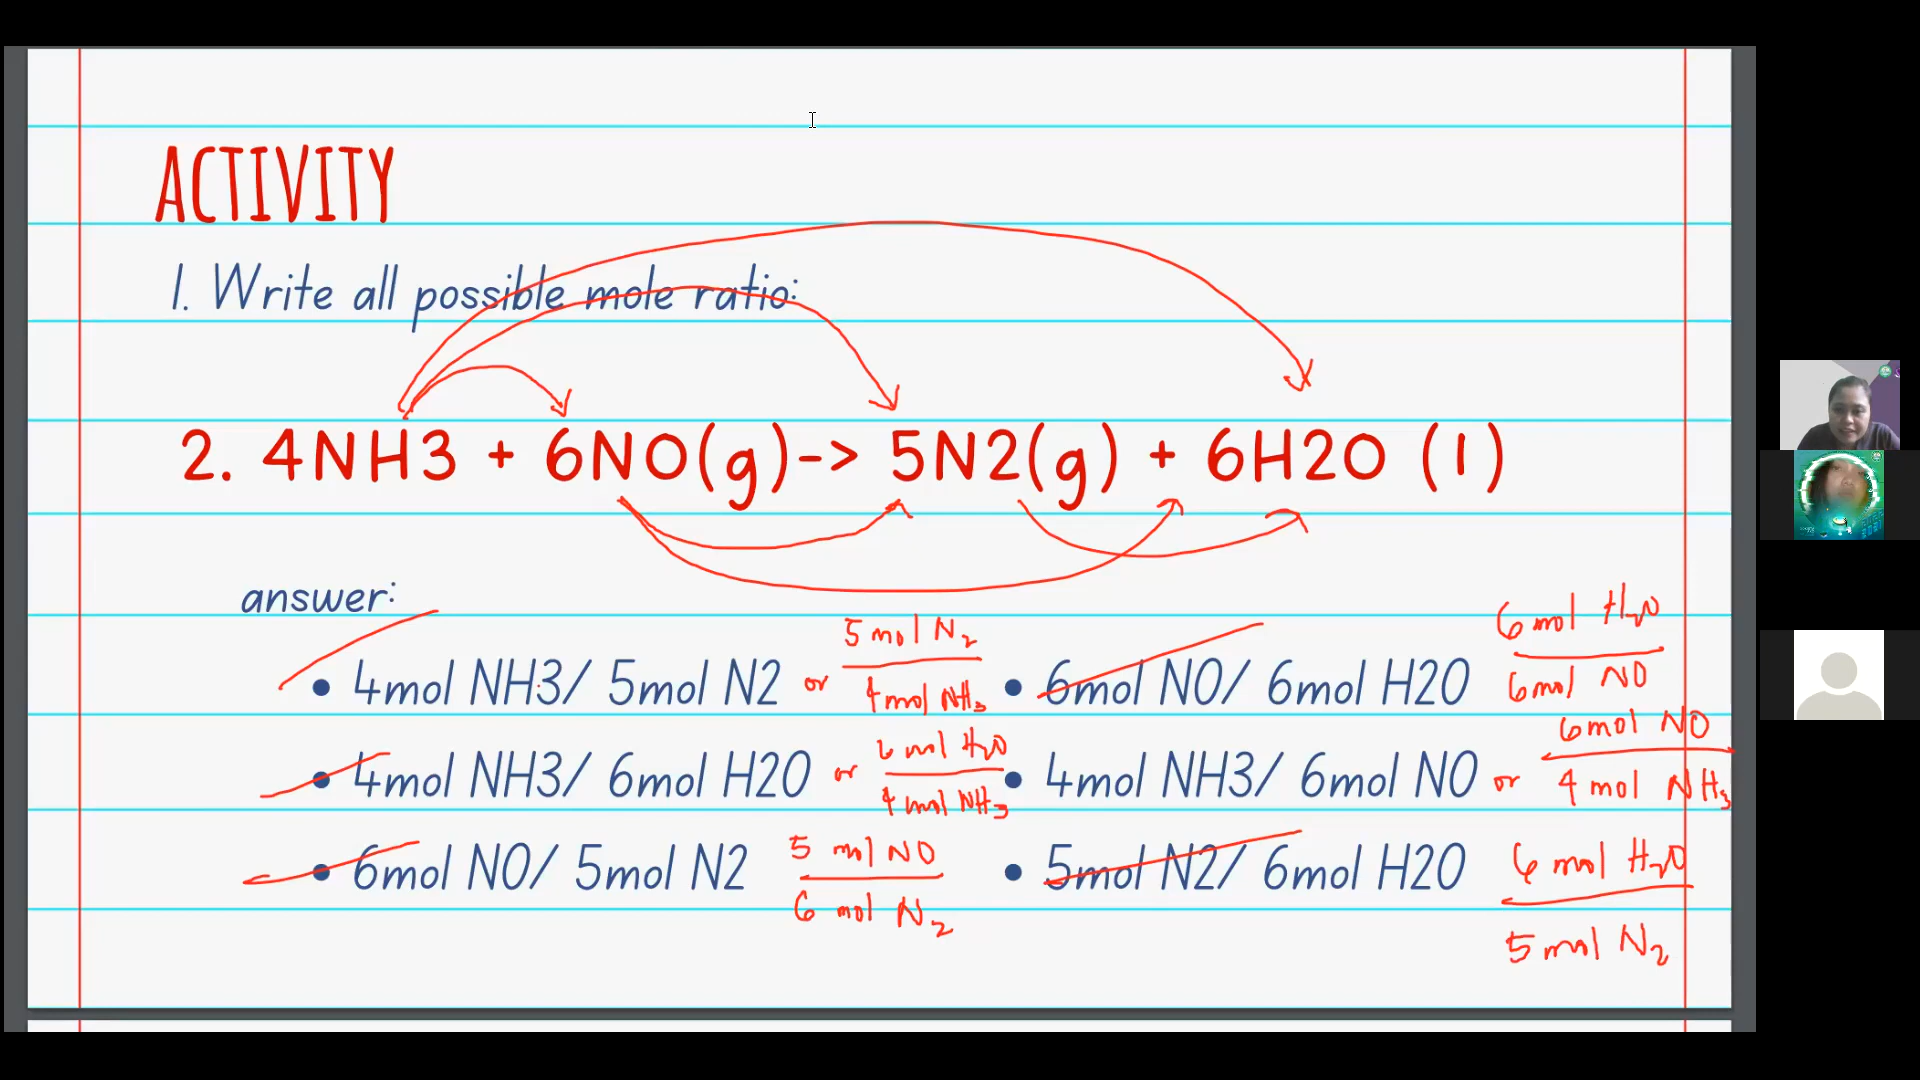 ACTIVITY
1. Write all possible mole ratio:
2. 4NH3 + 6NO(g)-> 5N2(g) + 6H2O (l)
answer:
• 4mol NH3/ 5mol N2 or 5 mol N2 / 4 mol NH3
• 4mol NH3/ 6mol H2O or 6 mol H2O / 4 mol NH3
• 6mol NO/ 5mol N2 5 mol NO / 6 mol N2
• 6mol NO/ 6mol H2O 6 mol H2O / 6 mol NO
• 4mol NH3/ 6mol NO or 6 mol NO / 4 mol NH3
• 5mol N2/ 6mol H2O 6 mol H2O / 5 mol N2